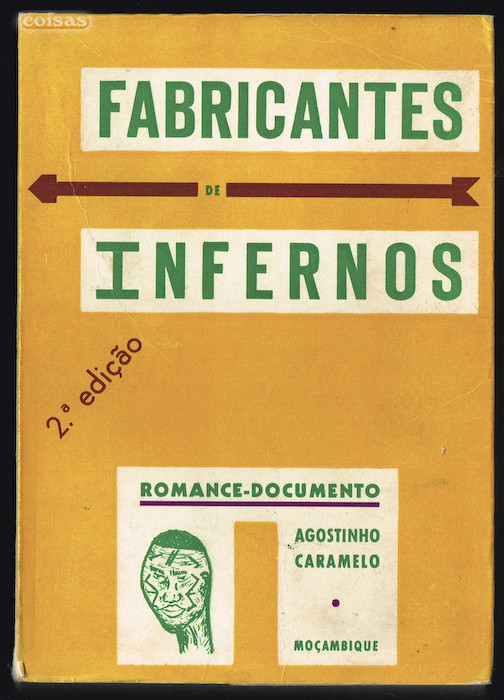 coisas
FABRICANTES
DE
INFERNOS
2.ª edição
ROMANCE-DOCUMENTO
AGOSTINHO
CARAMELO
MOÇAMBIQUE